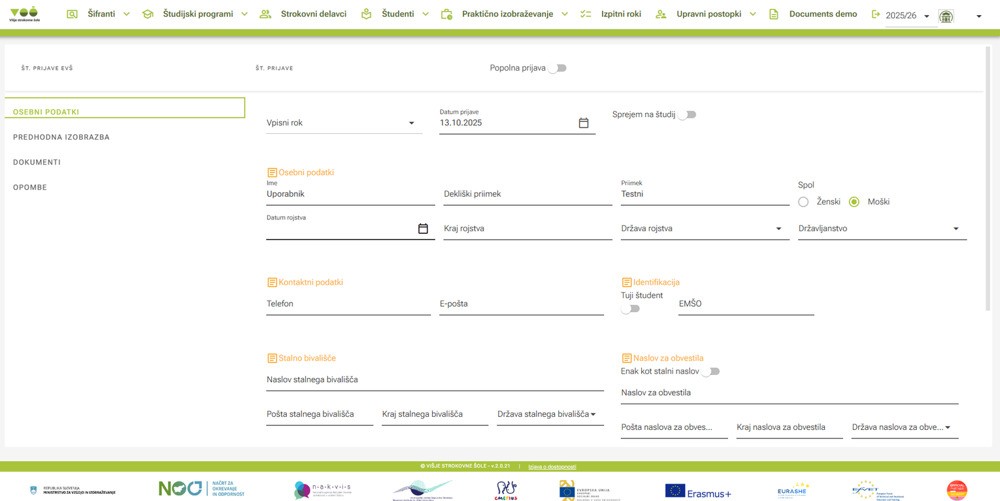 Višje strokovne šole
Šifranti
Študijski programi
Strokovni delavci
Študenti
Praktično izobraževanje
Izpitni roki
Upravni postopki
Documents demo
2025/26
ŠT. PRIJAVE EVŠ
ŠT. PRIJAVE
Popolna prijava
OSEBNI PODATKI
PREDHODNA IZOBRAZBA
DOKUMENTI
OPOMBE
Vpisni rok
Datum prijave
13.10.2025
Sprejem na študij
Osebni podatki
Ime
Uporabnik
Dekliški priimek
Priimek
Testni
Spol
Ženski
Moški
Datum rojstva
Kraj rojstva
Država rojstva
Državljanstvo
Kontaktni podatki
Telefon
E-pošta
Identifikacija
Tuji študent
EMŠO
Stalno bivališče
Naslov stalnega bivališča
Pošta stalnega bivališča
Kraj stalnega bivališča
Država stalnega bivališča
Naslov za obvestila
Enak kot stalni naslov
Naslov za obvestila
Pošta naslova za obves...
Kraj naslova za obvestila
Država naslova za obve...
© VIŠJE STROKOVNE ŠOLE - v.2.0.21 | Izjava o dostopnosti
REPUBLIKA SLOVENIJA
MINISTRSTVO ZA VZGOJO IN IZOBRAŽEVANJE
NOO
NAČRT ZA
OKREVANJE
IN ODPORNOST
n·a·k·v·i·s
CMEPIUS
EVROPSKA UNIJA
EVROPSKI
SOCIALNI SKLAD
NALOŽBA V VAŠO PRIHODNOST
Erasmus+
EURASHE